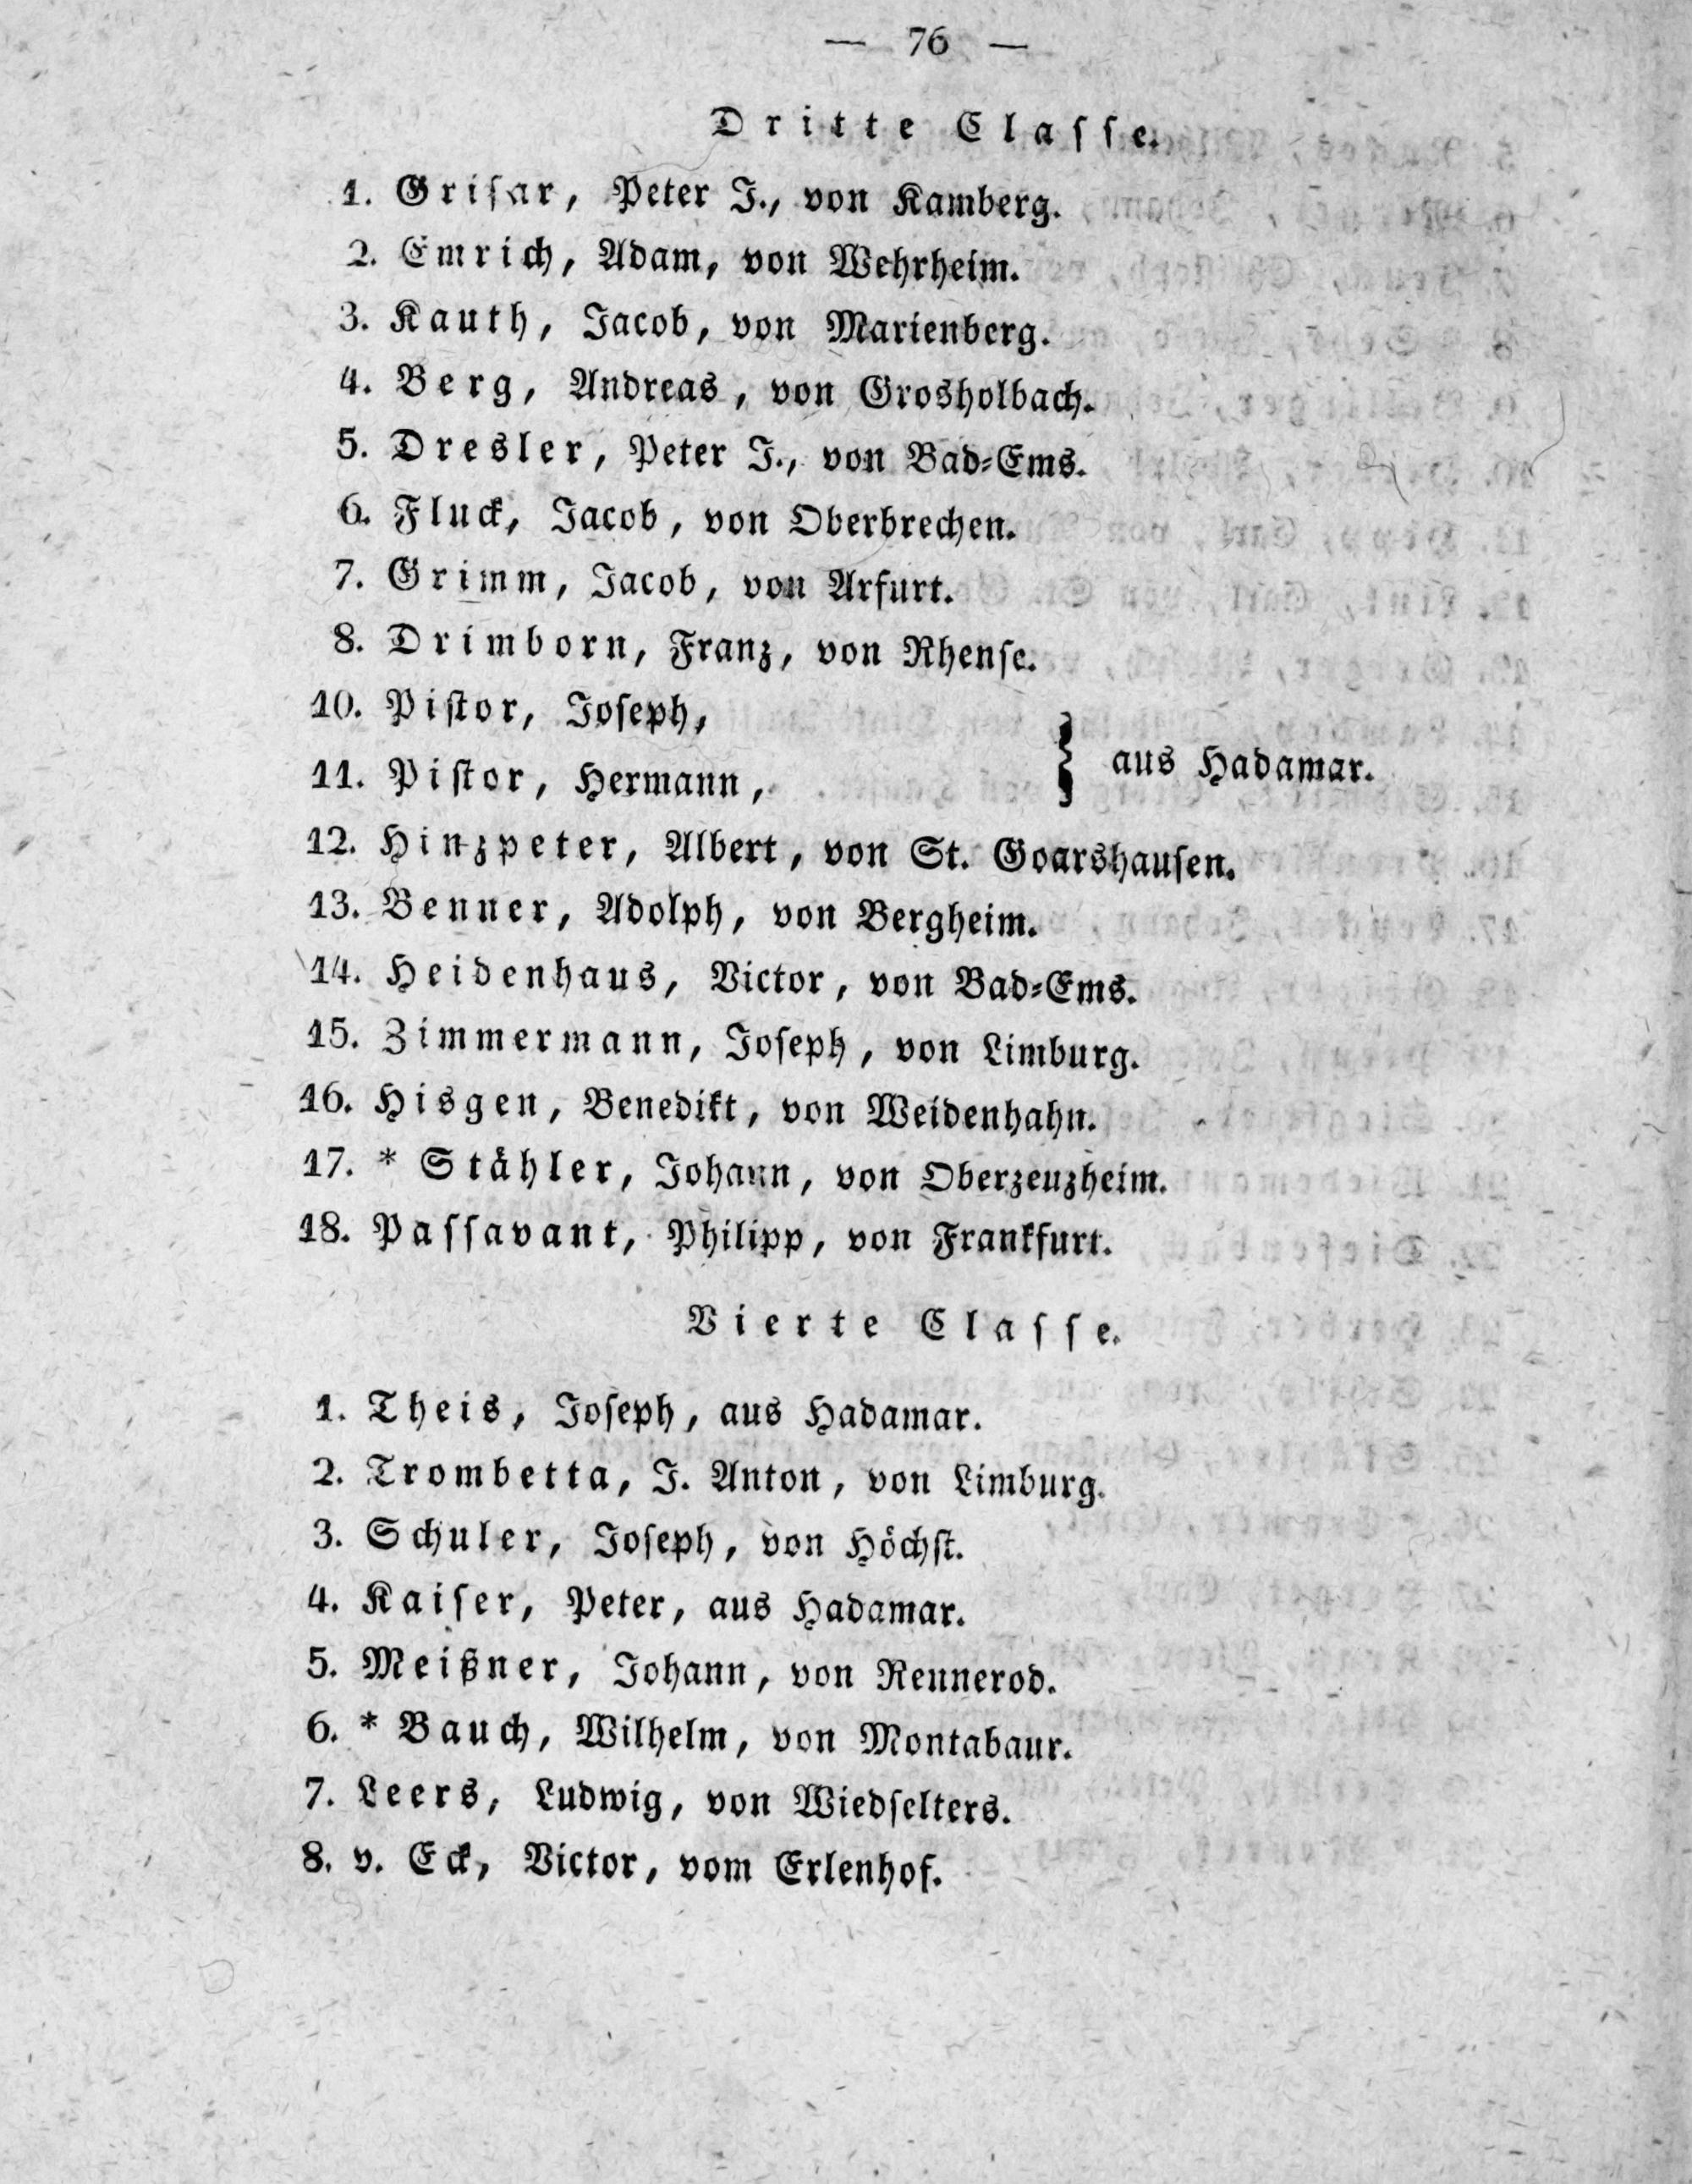 — 76 —
Dritte Classe.
1. Grisar, Peter J., von Kamberg.
2. Emrich, Adam, von Wehrheim.
3. Kauth, Jacob, von Marienberg.
4. Berg, Andreas, von Grosholbach.
5. Dresler, Peter J., von Bad-Ems.
6. Fluck, Jacob, von Oberbrechen.
7. Grimm, Jacob, von Arfurt.
8. Drimborn, Franz, von Rhense.
10. Pistor, Joseph,
11. Pistor, Hermann, } aus Hadamar.
12. Hinzpeter, Albert, von St. Goarshausen.
13. Benner, Adolph, von Bergheim.
14. Heidenhaus, Victor, von Bad-Ems.
15. Zimmermann, Joseph, von Limburg.
16. Hisgen, Benedikt, von Weidenhahn.
17. * Stähler, Johann, von Oberzeuzheim.
18. Passavant, Philipp, von Frankfurt.
Vierte Classe.
1. Theis, Joseph, aus Hadamar.
2. Trombetta, J. Anton, von Limburg.
3. Schuler, Joseph, von Höchst.
4. Kaiser, Peter, aus Hadamar.
5. Meißner, Johann, von Rennerod.
6. * Bauch, Wilhelm, von Montabaur.
7. Leers, Ludwig, von Wiedselters.
8. v. Eck, Victor, vom Erlenhof.